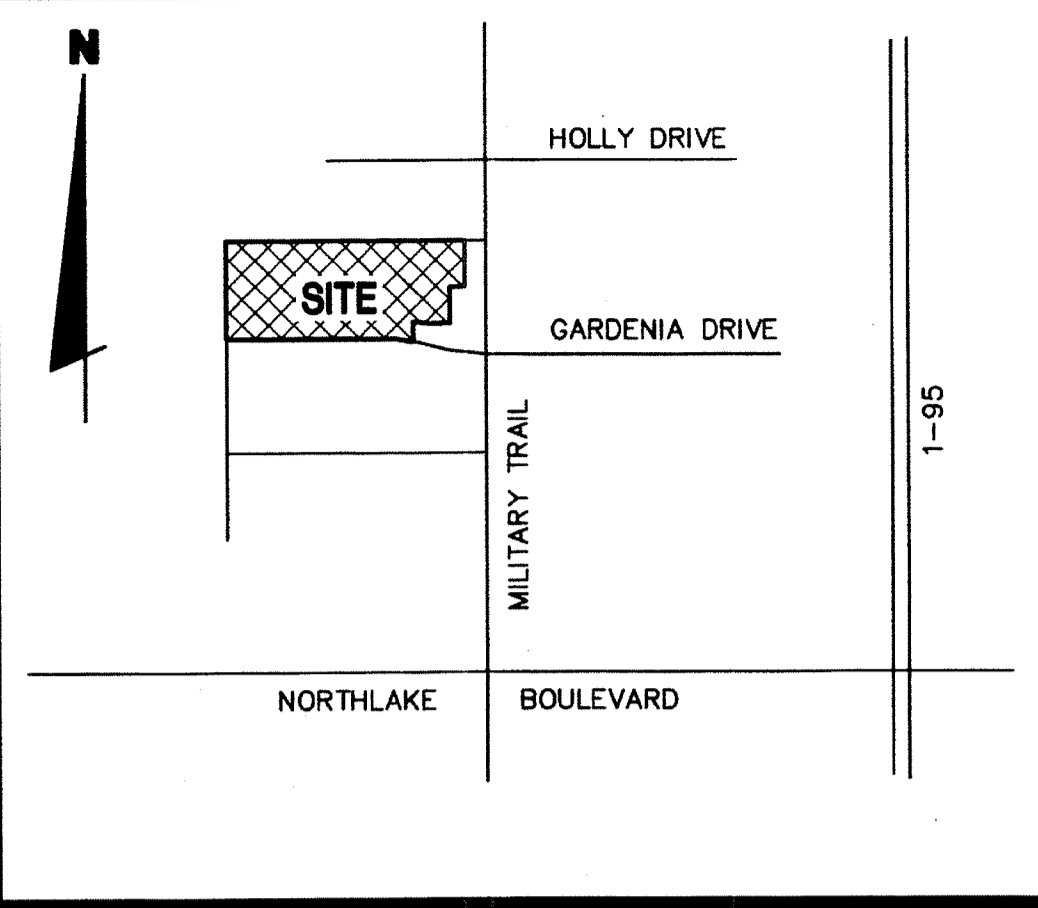 N
HOLLY DRIVE
SITE
GARDENIA DRIVE
MILITARY TRAIL
1-95
NORTHLAKE BOULEVARD